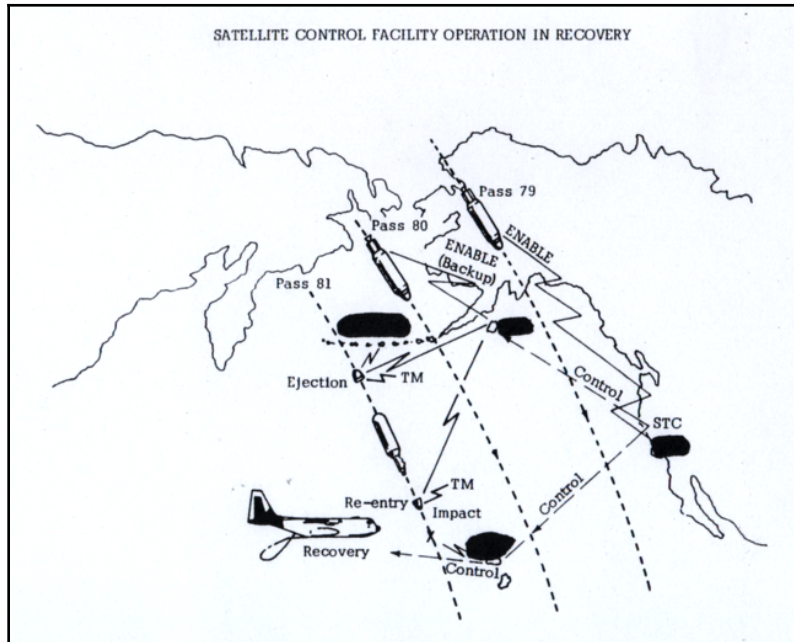 SATELLITE CONTROL FACILITY OPERATION IN RECOVERY
Pass 79
Pass 80
ENABLE
ENABLE
(Backup)
Pass 81
Ejection
TM
Control
STC
TM
Re-entry
Impact
Control
Recovery
Control